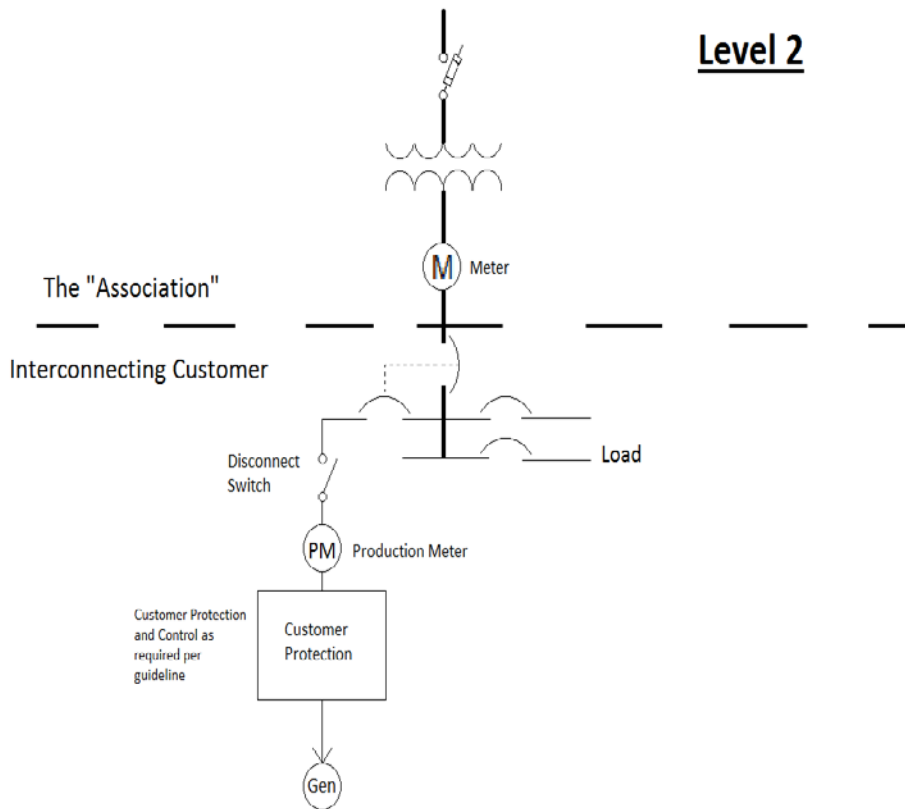 Level 2
M
Meter
The "Association"
Interconnecting Customer
Disconnect
Switch
Load
PM
Production Meter
Customer Protection
and Control as
required per
guideline
Customer
Protection
Gen